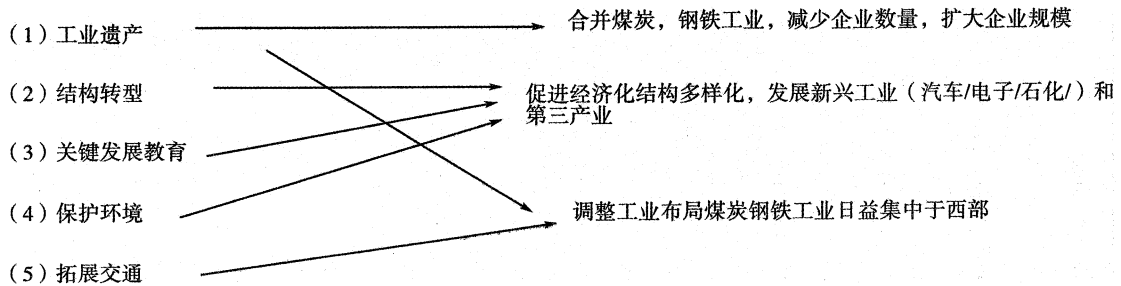 （1）工业遗产
合并煤炭，钢铁工业，减少企业数量，扩大企业规模
（2）结构转型
促进经济化结构多样化，发展新兴工业（汽车/电子/石化/）和
第三产业
（3）关键发展教育
（4）保护环境
调整工业布局煤炭钢铁工业日益集中于西部
（5）拓展交通